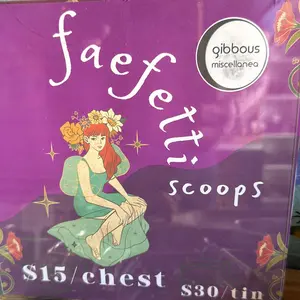 faefetti
gibbous
miscellanea
scoops
$15/chest
$30/tin